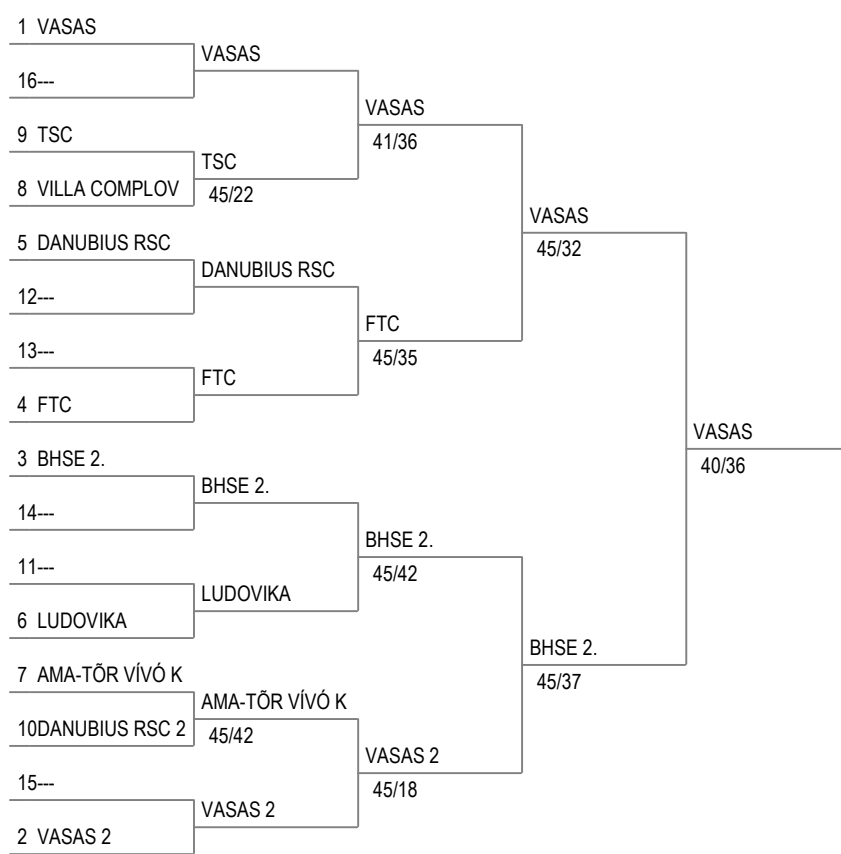 1 VASAS
VASAS
16---
VASAS
41/36
9 TSC
TSC
45/22
8 VILLA COMPLOV
VASAS
45/32
5 DANUBIUS RSC
DANUBIUS RSC
12---
FTC
45/35
13---
FTC
4 FTC
VASAS
40/36
3 BHSE 2.
BHSE 2.
14---
BHSE 2.
45/42
11---
LUDOVIKA
6 LUDOVIKA
BHSE 2.
45/37
7 AMA-TÕR VÍVÓ K
AMA-TÕR VÍVÓ K
10DANUBIUS RSC 2
45/42
VASAS 2
45/18
15---
VASAS 2
2 VASAS 2